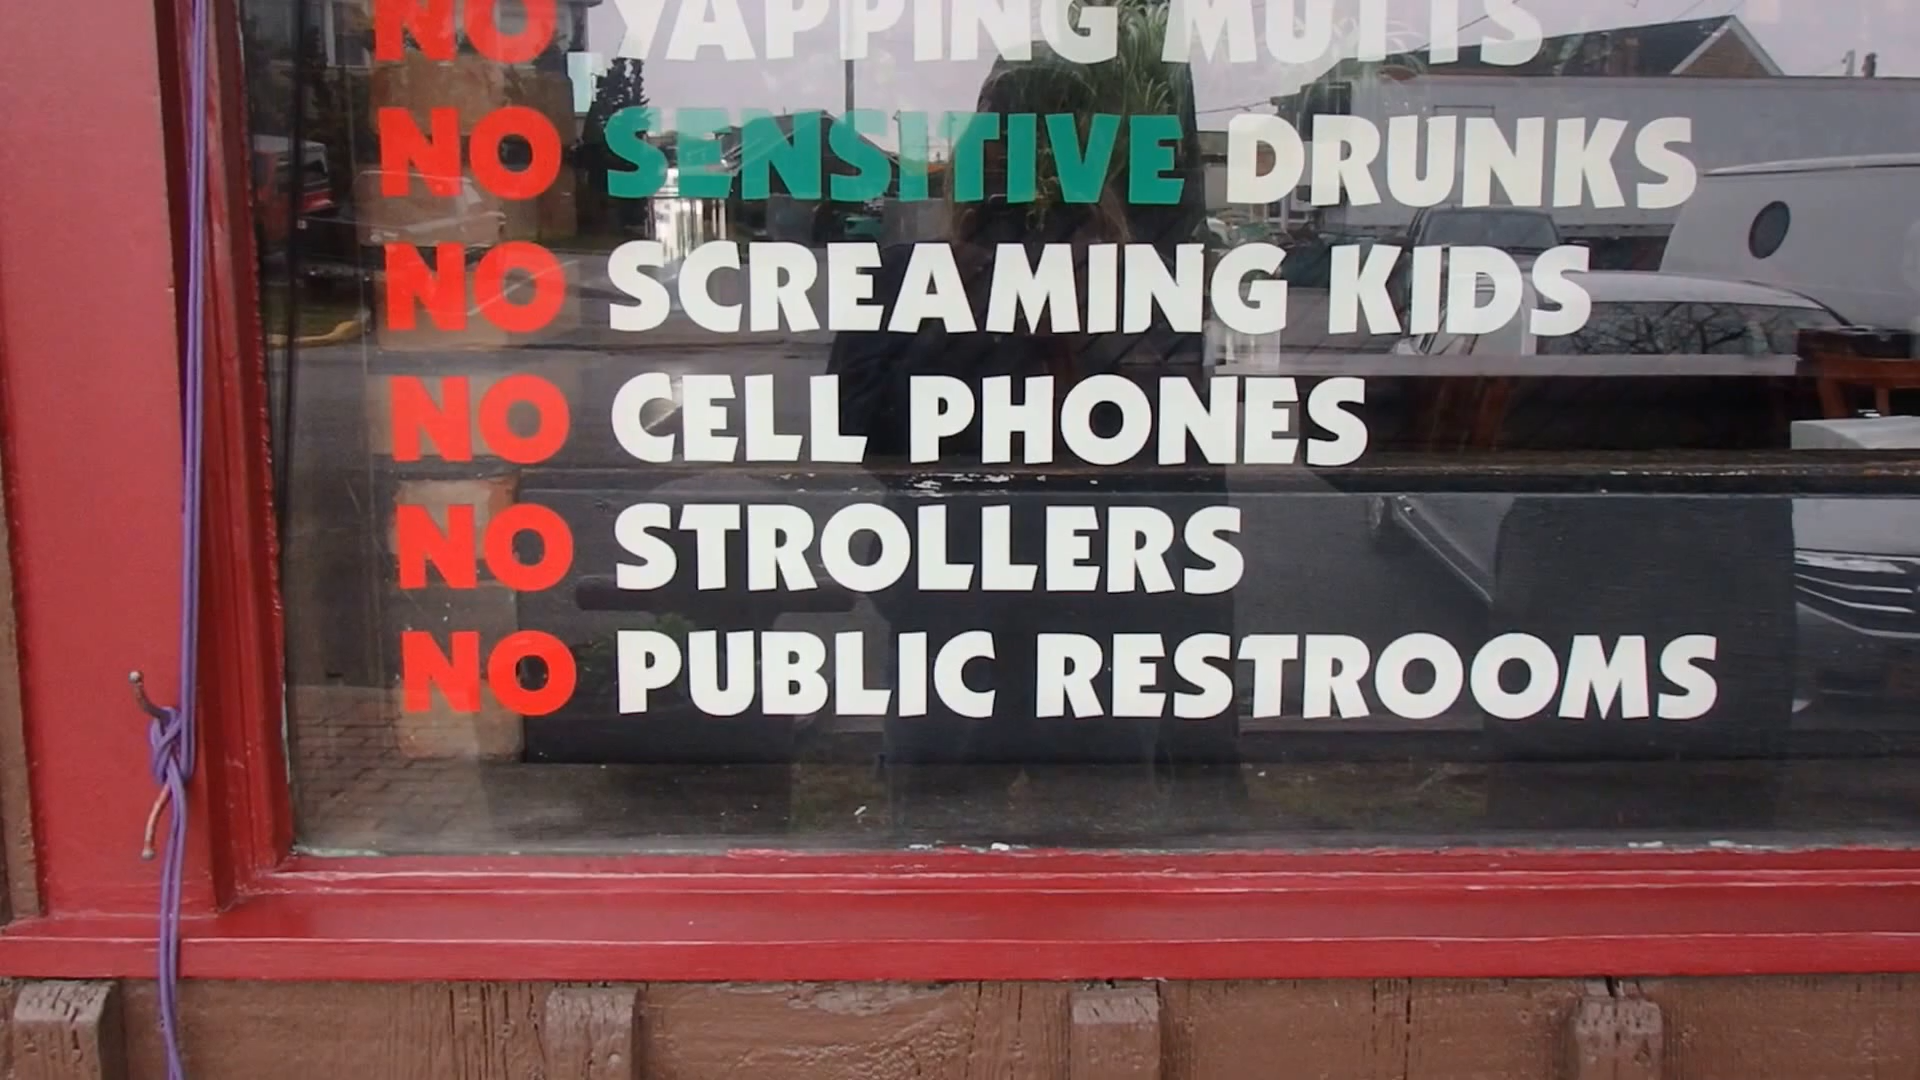 NO YAPPING MUTTS
NO SENSITIVE DRUNKS
NO SCREAMING KIDS
NO CELL PHONES
NO STROLLERS
NO PUBLIC RESTROOMS